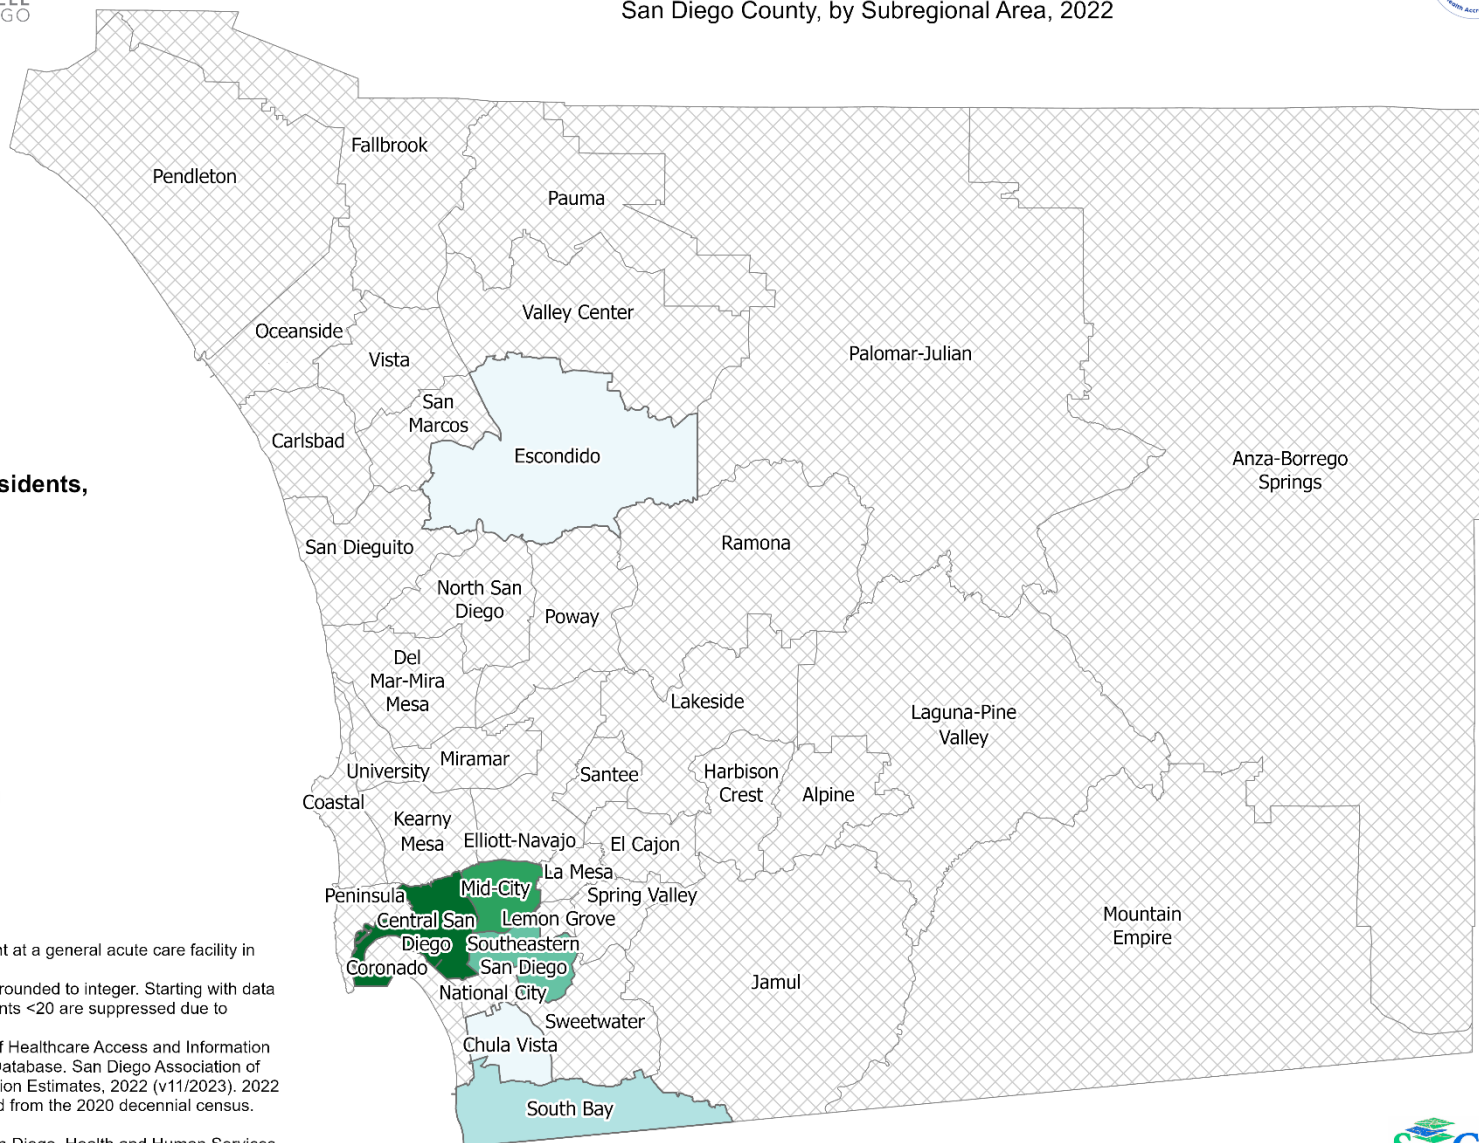 GO
San Diego County, by Subregional Area, 2022
Fallbrook
Pendleton
Pauma
Valley Center
Oceanside
Vista
Palomar-Julian
San
Marcos
Carlsbad
Escondido
Anza-Borrego
Springs
sidents,
San Dieguito
Ramona
North San
Diego
Poway
Del
Mar-Mira
Mesa
Lakeside
Laguna-Pine
Valley
Miramar
University
Santee
Harbison
Crest
Alpine
Coastal
Kearny
Mesa
Elliott-Navajo
El Cajon
La Mesa
Mid-City
Peninsula
Spring Valley
Central San
Diego
Lemon Grove
Mountain
Empire
Southeastern
San Diego
Coronado
Jamul
National City
Sweetwater
Chula Vista
South Bay
nt at a general acute care facility in
rounded to integer. Starting with data
nts <20 are suppressed due to
f Healthcare Access and Information
Database. San Diego Association of
ion Estimates, 2022 (v11/2023). 2022
d from the 2020 decennial census.
n Diego, Health and Human Services